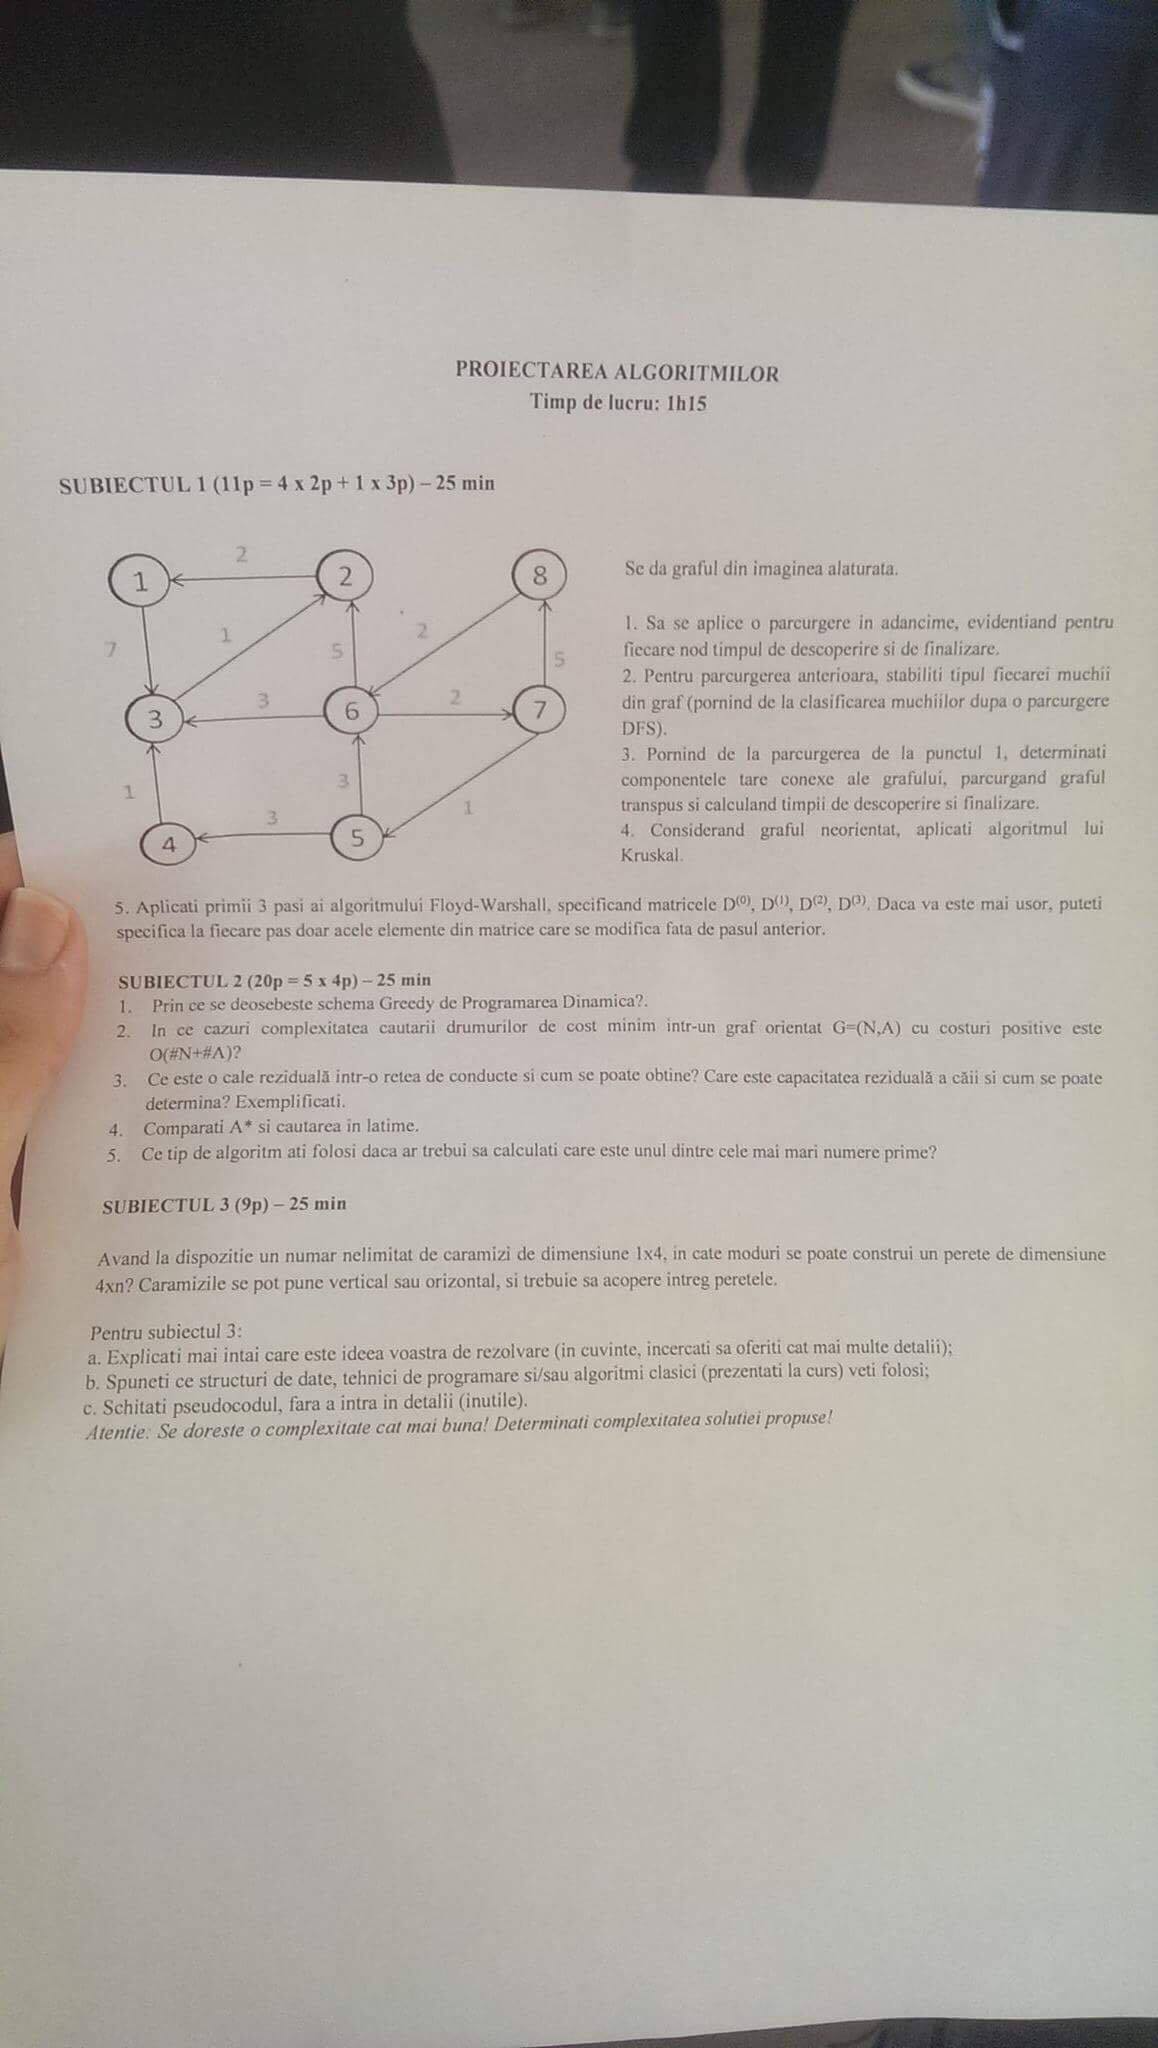 PROIECTAREA ALGORITMILOR
Timp de lucru: 1h15
SUBIECTUL 1 (11p = 4 x 2p + 1 x 3p) – 25 min
2
1
2
8
7
1
5
2
5
3
3
6
2
7
1
3
3
1
4
5
Se da graful din imaginea alaturata.
1. Sa se aplice o parcurgere in adancime, evidentiand pentru
fiecare nod timpul de descoperire si de finalizare.
2. Pentru parcurgerea anterioara, stabiliti tipul fiecarei muchii
din graf (pornind de la clasificarea muchiilor dupa o parcurgere
DFS).
3. Pornind de la parcurgerea de la punctul 1, determinati
componentele tare conexe ale grafului, parcurgand graful
transpus si calculand timpii de descoperire si finalizare.
4. Considerand graful neorientat, aplicati algoritmul lui
Kruskal.
5. Aplicati primii 3 pasi ai algoritmului Floyd-Warshall, specificand matricele D⁽⁰⁾, D⁽¹⁾, D⁽²⁾, D⁽³⁾. Daca va este mai usor, puteti
specifica la fiecare pas doar acele elemente din matrice care se modifica fata de pasul anterior.
SUBIECTUL 2 (20p = 5 x 4p) – 25 min
1. Prin ce se deosebeste schema Greedy de Programarea Dinamica?.
2. In ce cazuri complexitatea cautarii drumurilor de cost minim intr-un graf orientat G=(N,A) cu costuri positive este
O(#N+#A)?
3. Ce este o cale reziduală intr-o retea de conducte si cum se poate obtine? Care este capacitatea reziduală a căii si cum se poate
determina? Exemplificati.
4. Comparati A* si cautarea in latime.
5. Ce tip de algoritm ati folosi daca ar trebui sa calculati care este unul dintre cele mai mari numere prime?
SUBIECTUL 3 (9p) – 25 min
Avand la dispozitie un numar nelimitat de caramizi de dimensiune 1x4, in cate moduri se poate construi un perete de dimensiune
4xn? Caramizile se pot pune vertical sau orizontal, si trebuie sa acopere intreg peretele.
Pentru subiectul 3:
a. Explicati mai intai care este ideea voastra de rezolvare (in cuvinte, incercati sa oferiti cat mai multe detalii);
b. Spuneti ce structuri de date, tehnici de programare si/sau algoritmi clasici (prezentati la curs) veti folosi;
c. Schitati pseudocodul, fara a intra in detalii (inutile).
Atentie: Se doreste o complexitate cat mai buna! Determinati complexitatea solutiei propuse!